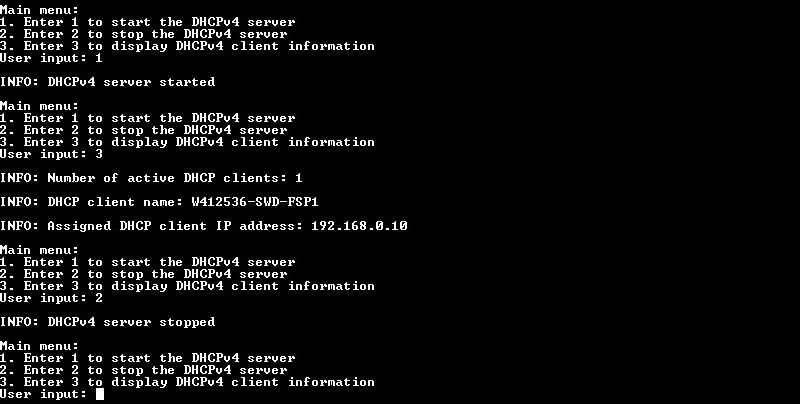 Main menu:
1. Enter 1 to start the DHCPv4 server
2. Enter 2 to stop the DHCPv4 server
3. Enter 3 to display DHCPv4 client information
User input: 1
INFO: DHCPv4 server started
Main menu:
1. Enter 1 to start the DHCPv4 server
2. Enter 2 to stop the DHCPv4 server
3. Enter 3 to display DHCPv4 client information
User input: 3
INFO: Number of active DHCP clients: 1
INFO: DHCP client name: W412536-SWD-FSP1
INFO: Assigned DHCP client IP address: 192.168.0.10
Main menu:
1. Enter 1 to start the DHCPv4 server
2. Enter 2 to stop the DHCPv4 server
3. Enter 3 to display DHCPv4 client information
User input: 2
INFO: DHCPv4 server stopped
Main menu:
1. Enter 1 to start the DHCPv4 server
2. Enter 2 to stop the DHCPv4 server
3. Enter 3 to display DHCPv4 client information
User input: